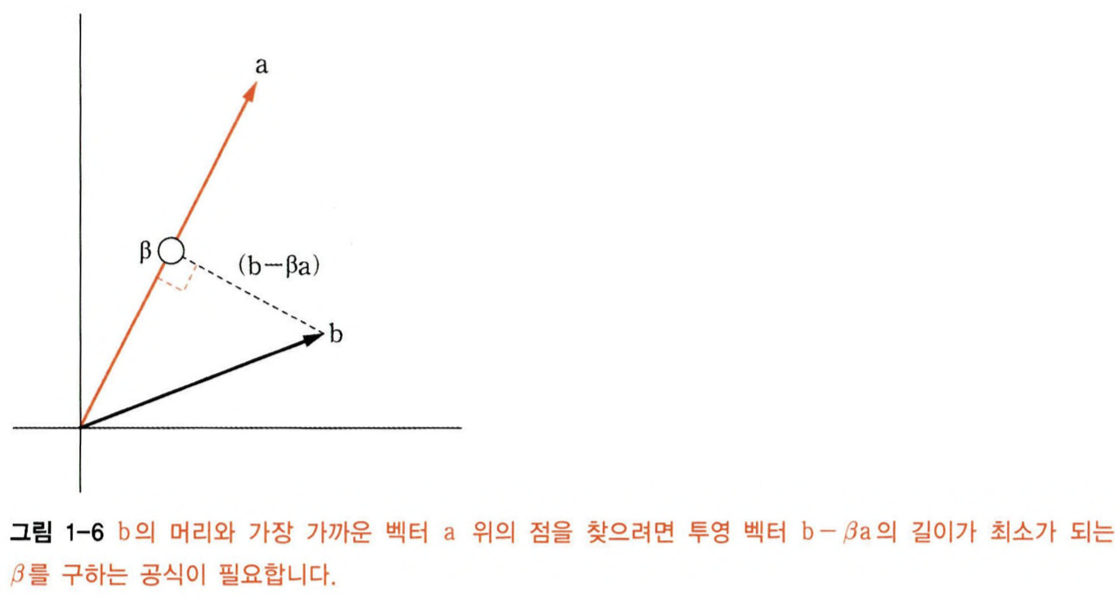 a
β
(b−βa)
b
그림 1-6 b의 머리와 가장 가까운 벡터 a 위의 점을 찾으려면 투영 벡터 b − βa의 길이가 최소가 되는
β를 구하는 공식이 필요합니다.